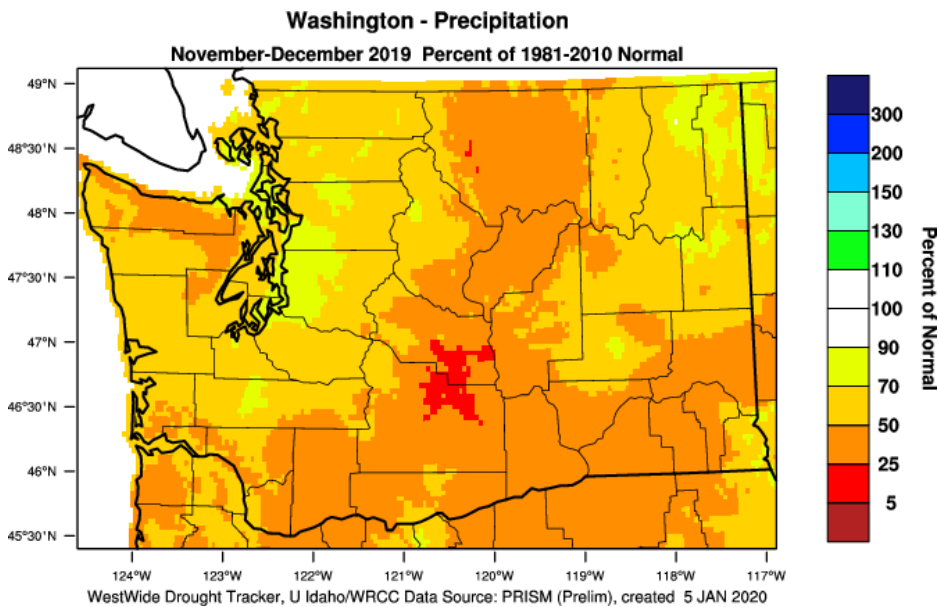 Washington - Precipitation
November-December 2019 Percent of 1981-2010 Normal
49°N
48°30'N
48°N
47°30'N
47°N
46°30'N
46°N
45°30'N
124°W 123°W 122°W 121°W 120°W 119°W 118°W 117°W
300
200
150
130
110
100
90
70
50
25
5
Percent of Normal
WestWide Drought Tracker, U Idaho/WRCC Data Source: PRISM (Prelim), created 5 JAN 2020